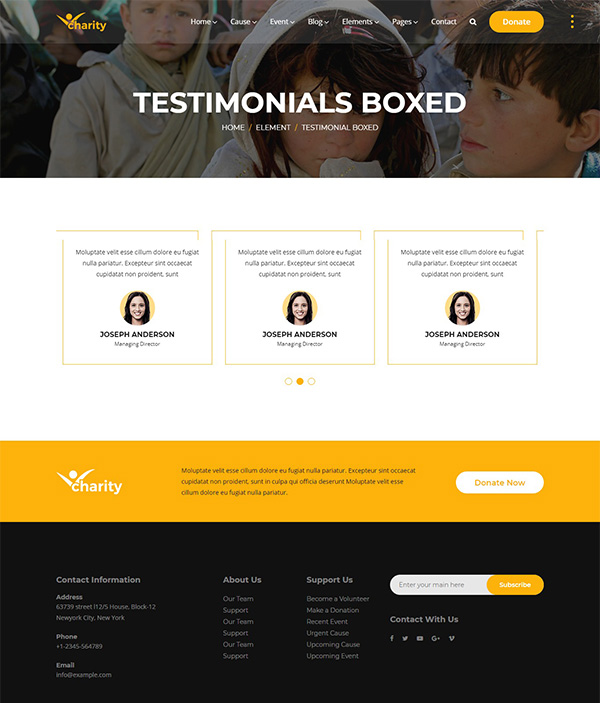 charity
Home Cause Event Blog Elements Pages Contact Donate
TESTIMONIALS BOXED
HOME / ELEMENT / TESTIMONIAL BOXED
Moluptate velit esse cillum dolore eu fugiat
nulla pariatur. Excepteur sint occaecat
cupidatat non proident, sunt
JOSEPH ANDERSON
Managing Director
Moluptate velit esse cillum dolore eu fugiat
nulla pariatur. Excepteur sint occaecat
cupidatat non proident, sunt
JOSEPH ANDERSON
Managing Director
Moluptate velit esse cillum dolore eu fugiat
nulla pariatur. Excepteur sint occaecat
cupidatat non proident, sunt
JOSEPH ANDERSON
Managing Director
charity
Moluptate velit esse cillum dolore eu fugiat nulla pariatur. Excepteur sint occaecat
cupidatat non proident, sunt in culpa qui officia deserunt Moluptate velit esse
cillum dolore eu fugiat nulla pariatur.
Donate Now
Contact Information
Address
63739 street l12/5 House, Block-12
Newyork City, New York
Phone
+1-2345-564789
Email
info@example.com
About Us
Our Team
Support
Our Team
Support
Our Team
Support
Support Us
Become a Volunteer
Make a Donation
Recent Event
Urgent Cause
Upcoming Cause
Upcoming Event
Enter your main here Subscribe
Contact With Us